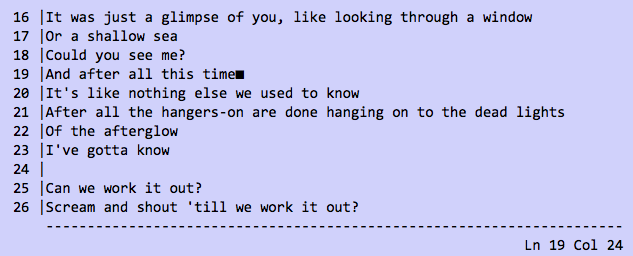 16 |It was just a glimpse of you, like looking through a window
17 |Or a shallow sea
18 |Could you see me?
19 |And after all this time■
20 |It's like nothing else we used to know
21 |After all the hangers-on are done hanging on to the dead lights
22 |Of the afterglow
23 |I've gotta know
24 |
25 |Can we work it out?
26 |Scream and shout 'till we work it out?
----------------------------------------------------------------------
Ln 19 Col 24